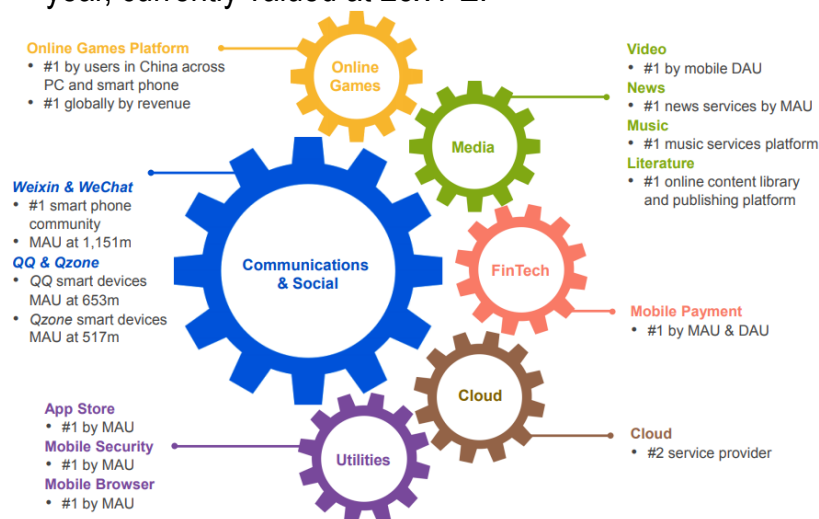 year, currently valued at
Online Games Platform
• #1 by users in China across
PC and smart phone
• #1 globally by revenue
Online
Games
Video
• #1 by mobile DAU
News
• #1 news services by MAU
Music
• #1 music services platform
Literature
• #1 online content library
and publishing platform
Media
Weixin & WeChat
• #1 smart phone
community
• MAU at 1,151m
QQ & Qzone
• QQ smart devices
MAU at 653m
• Qzone smart devices
MAU at 517m
Communications
& Social
FinTech
Mobile Payment
• #1 by MAU & DAU
Cloud
Cloud
• #2 service provider
App Store
• #1 by MAU
Mobile Security
• #1 by MAU
Mobile Browser
• #1 by MAU
Utilities